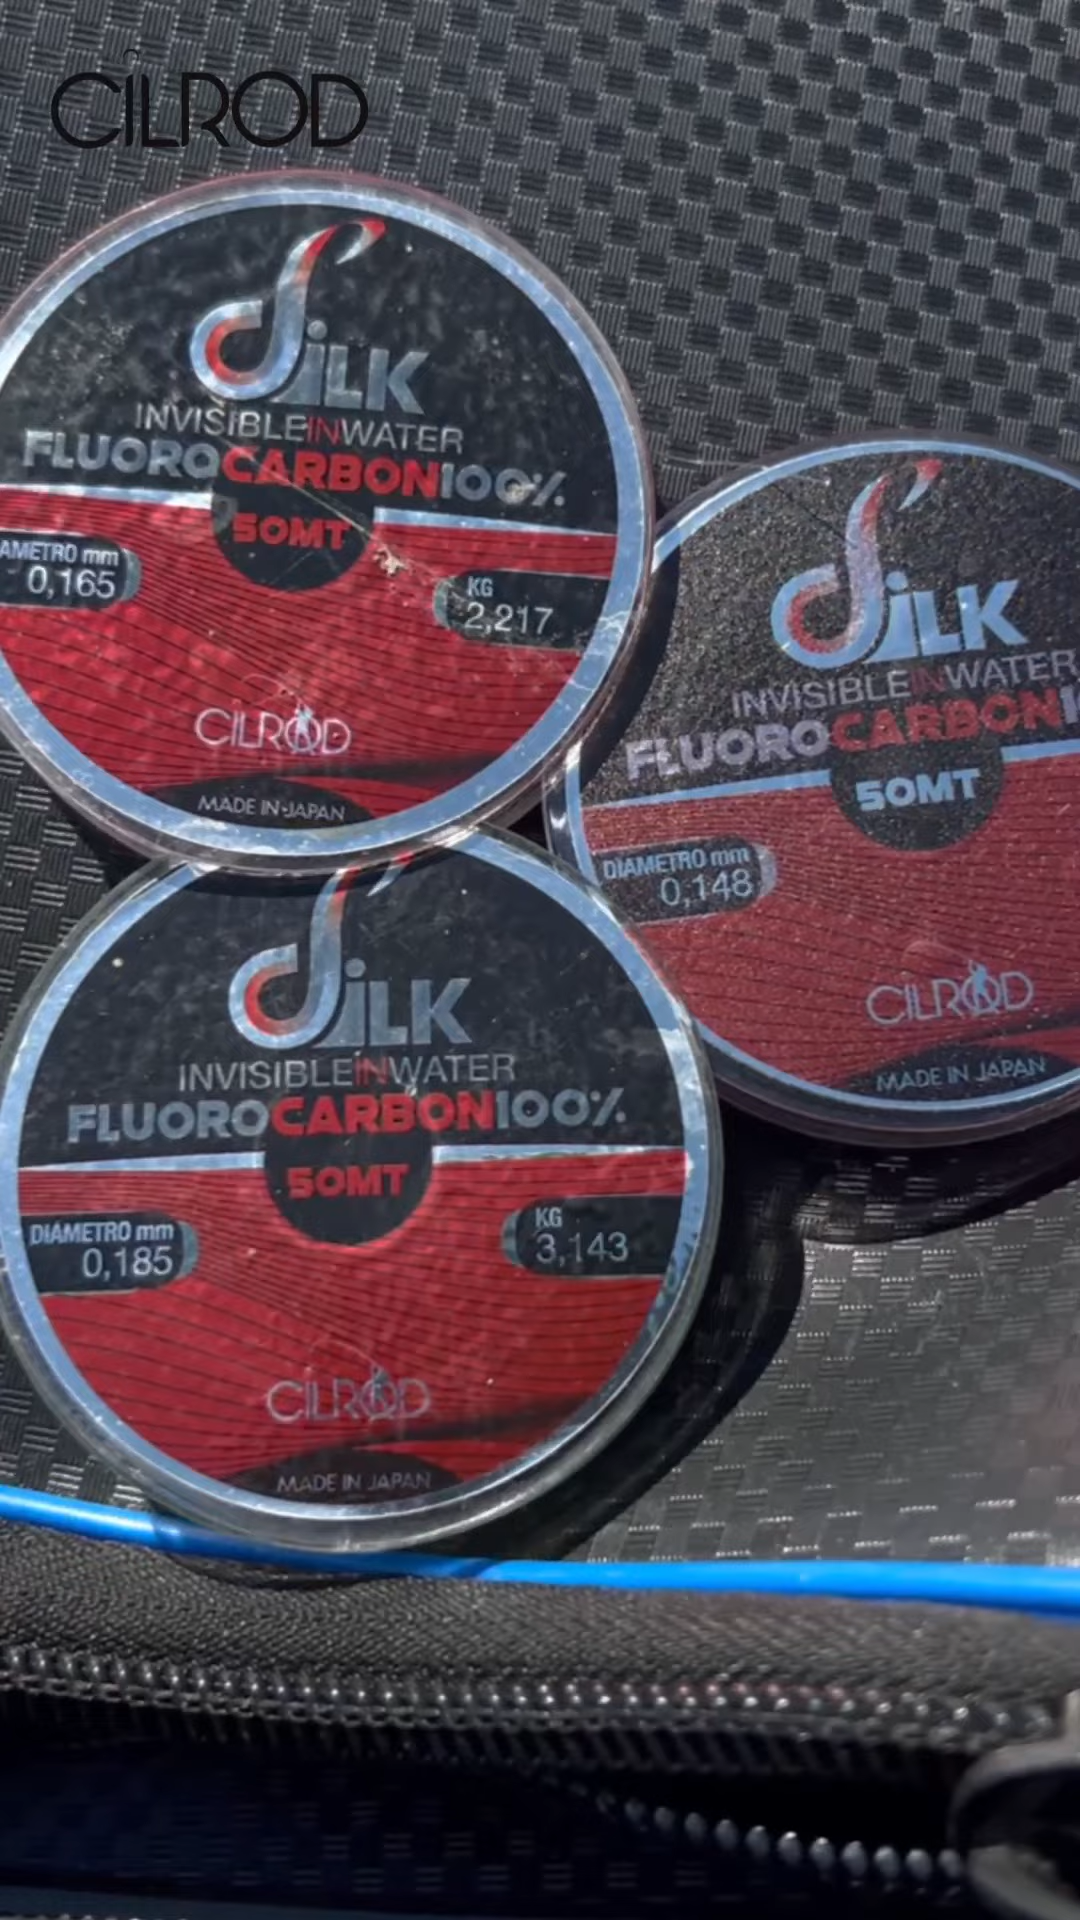 CILROD
SiLK
INVISIBLEINWATER
FLUOROCARBON100%
50MT
AMETRO mm
0,165
KG
2,217
CILROD
MADE IN JAPAN
SiLK
INVISIBLEINWATER
FLUOROCARBON1
50MT
DIAMETRO mm
0,148
CILROD
MADE IN JAPAN
SiLK
INVISIBLEINWATER
FLUOROCARBON100%
50MT
DIAMETRO mm
0,185
KG
3,143
CILROD
MADE IN JAPAN